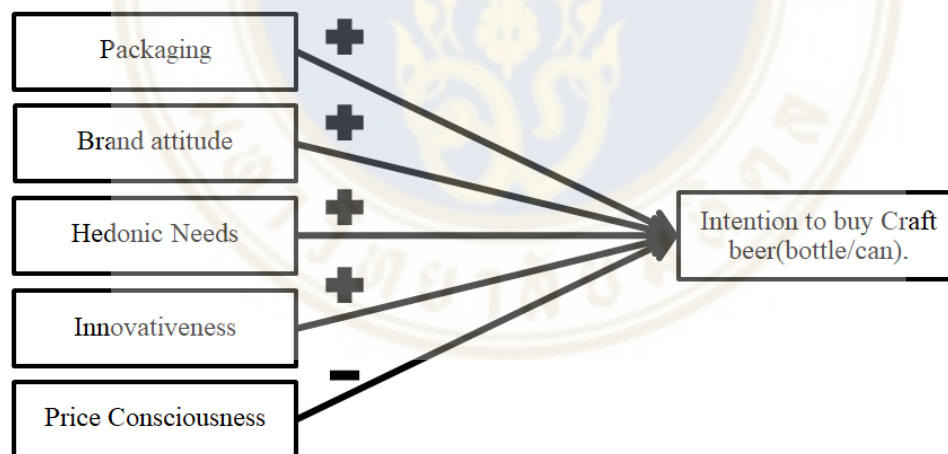 Packaging
Brand attitude
Hedonic Needs
Innovativeness
Price Consciousness
Intention to buy Craft
beer(bottle/can).